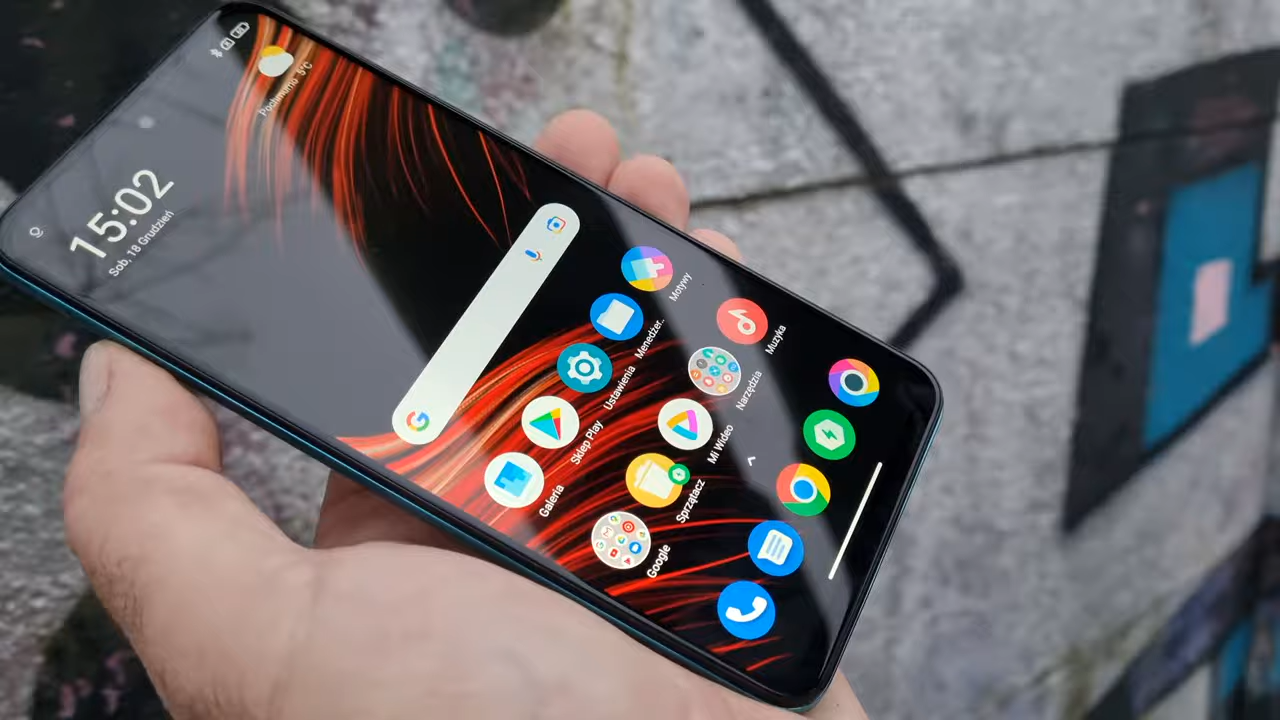 Pochmurno 5°C
15:02
Sob. 18 Grudzień
Motywy
Menedżer..
Ustawienia
Sklep Play
Galeria
Muzyka
Narzędzia
Mi Wideo
Sprzątacz
Google